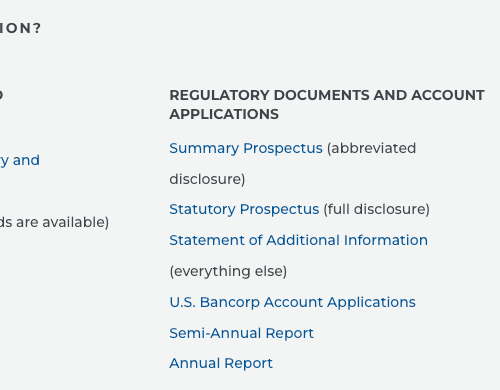 ION?
REGULATORY DOCUMENTS AND ACCOUNT
APPLICATIONS
y and
Summary Prospectus (abbreviated
disclosure)
ds are available)
Statutory Prospectus (full disclosure)
Statement of Additional Information
(everything else)
U.S. Bancorp Account Applications
Semi-Annual Report
Annual Report